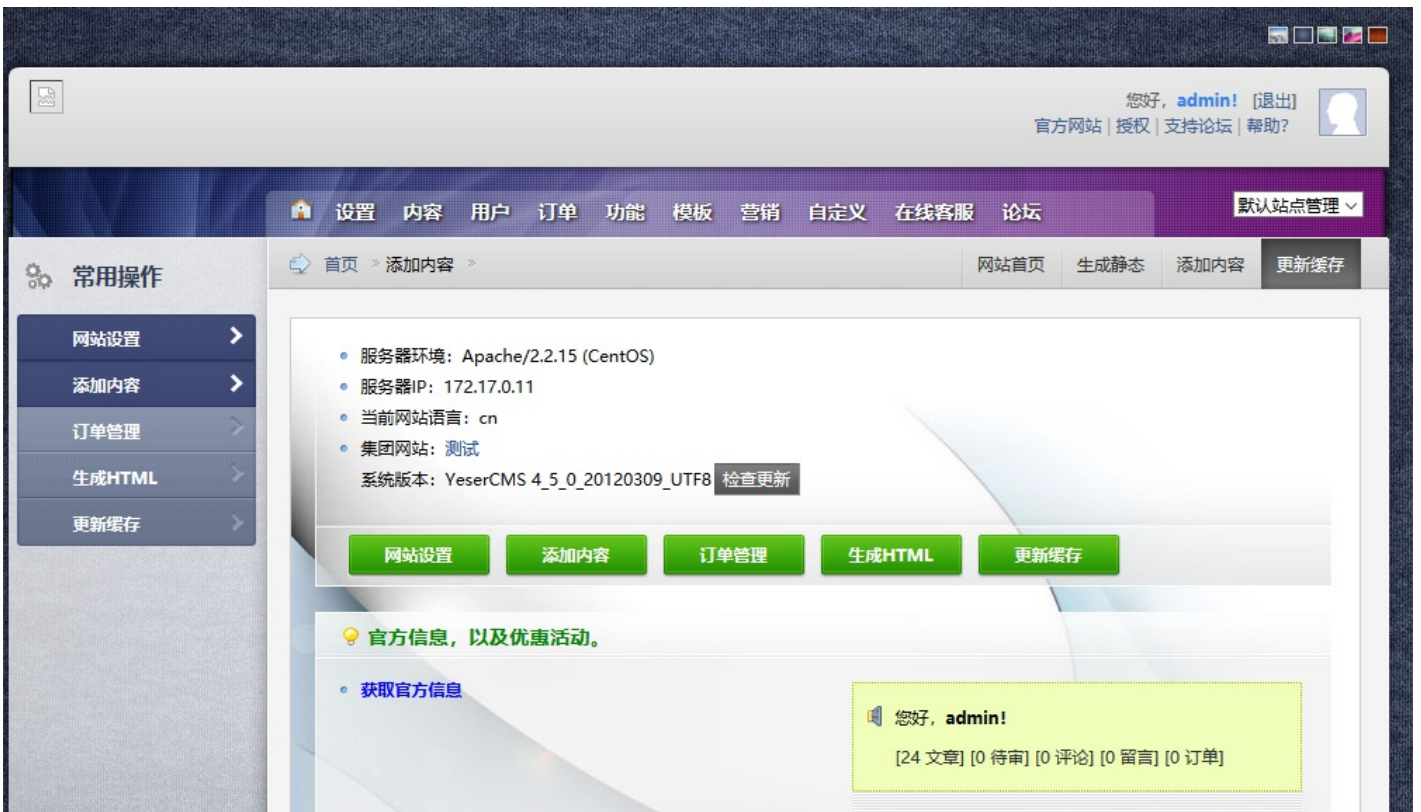 您好, admin! [退出]
官方网站 | 授权 | 支持论坛 | 帮助?
设置 内容 用户 订单 功能 模板 营销 自定义 在线客服 论坛
默认站点管理
常用操作
首页 » 添加内容 »
网站首页 生成静态 添加内容 更新缓存
网站设置
添加内容
订单管理
生成HTML
更新缓存
服务器环境：Apache/2.2.15 (CentOS)
服务器IP：172.17.0.11
当前网站语言：cn
集团网站：测试
系统版本：YeserCMS 4_5_0_20120309_UTF8 检查更新
网站设置 添加内容 订单管理 生成HTML 更新缓存
官方信息，以及优惠活动。
获取官方信息
您好, admin!
[24 文章] [0 待审] [0 评论] [0 留言] [0 订单]